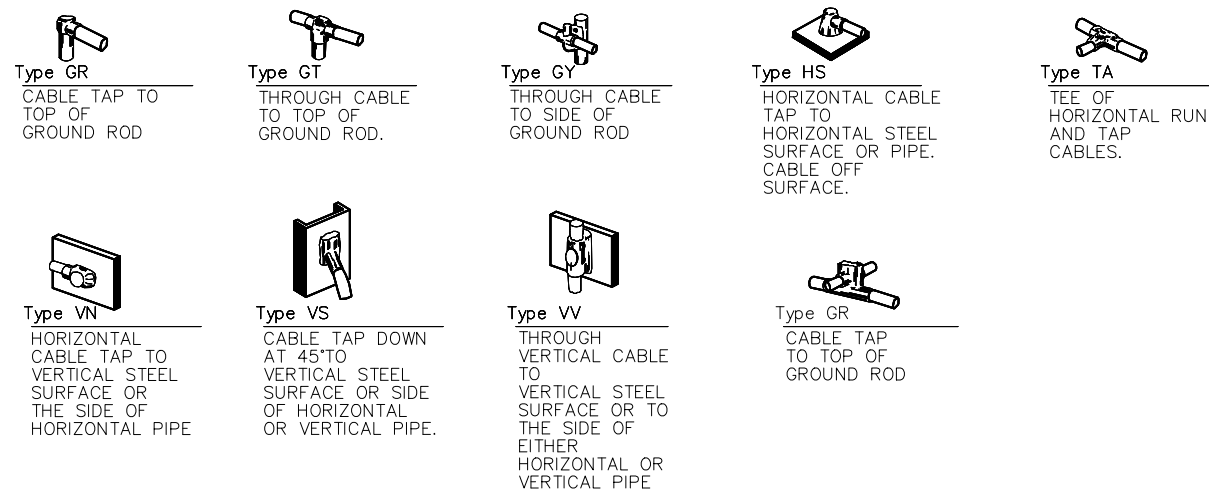 Type GR
CABLE TAP TO
TOP OF
GROUND ROD
Type GT
THROUGH CABLE
TO TOP OF
GROUND ROD.
Type GY
THROUGH CABLE
TO SIDE OF
GROUND ROD
Type HS
HORIZONTAL CABLE
TAP TO
HORIZONTAL STEEL
SURFACE OR PIPE.
CABLE OFF
SURFACE.
Type TA
TEE OF
HORIZONTAL RUN
AND TAP
CABLES.
Type VN
HORIZONTAL
CABLE TAP TO
VERTICAL STEEL
SURFACE OR
THE SIDE OF
HORIZONTAL PIPE
Type VS
CABLE TAP DOWN
AT 45°TO
VERTICAL STEEL
SURFACE OR SIDE
OF HORIZONTAL
OR VERTICAL PIPE.
Type VV
THROUGH
VERTICAL CABLE
TO
VERTICAL STEEL
SURFACE OR TO
THE SIDE OF
EITHER
HORIZONTAL OR
VERTICAL PIPE
Type GR
CABLE TAP
TO TOP OF
GROUND ROD